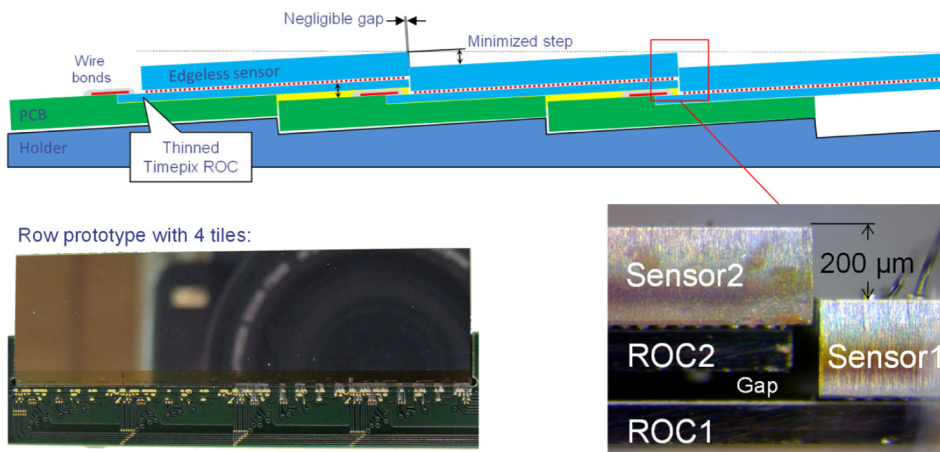 Negligible gap
Minimized step
Wire
bonds
Edgeless sensor
PCB
Thinned
Timepix ROC
Holder
Row prototype with 4 tiles:
200 µm
Sensor2
ROC2
Sensor1
Gap
ROC1